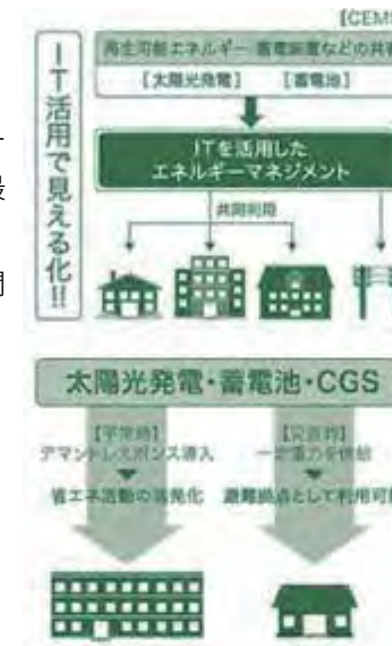 【CEMS
IT活用で見える化!!
再生可能エネルギー・蓄電装置などの共有
【太陽光発電】 【蓄電池】
ITを活用した
エネルギーマネジメント
共同利用
太陽光発電・蓄電池・CGS
【平常時】
デマンドレスポンス導入
省エネ活動の活発化
【災害時】
一定電力を供給
避難拠点として利用可能